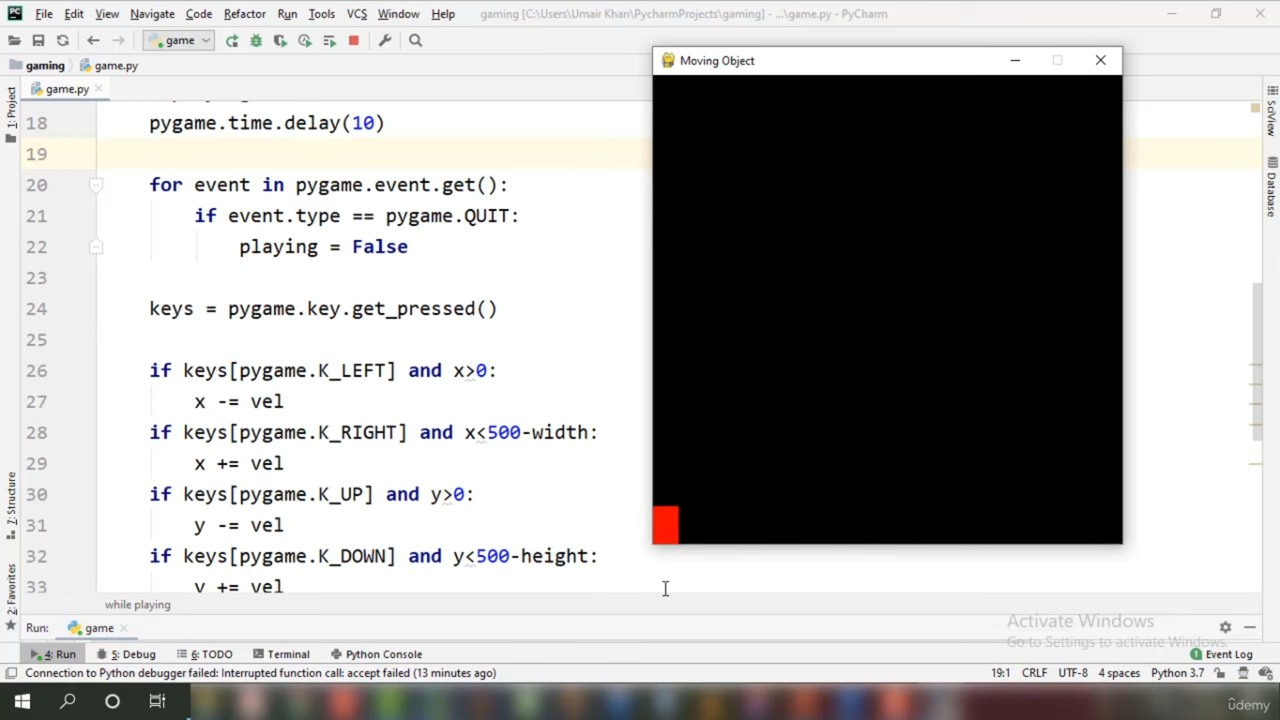 PC File Edit View Navigate Code Refactor Run Tools VCS Window Help gaming [C:\Users\Umair Khan\PycharmProjects\gaming] - ...\game.py - PyCharm
game
gaming game.py
game.py
Moving Object
1: Project
SciView
Database
18 pygame.time.delay(10)
19
20 for event in pygame.event.get():
21 if event.type == pygame.QUIT:
22 playing = False
23
24 keys = pygame.key.get_pressed()
25
26 if keys[pygame.K_LEFT] and x>0:
27 x -= vel
28 if keys[pygame.K_RIGHT] and x<500-width:
29 x += vel
30 if keys[pygame.K_UP] and y>0:
31 y -= vel
32 if keys[pygame.K_DOWN] and y<500-height:
33 y += vel
7: Structure
2: Favorites
while playing
Run: game
Activate Windows
Go to Settings to activate Windows.
4: Run 5: Debug 6: TODO Terminal Python Console 1 Event Log
Connection to Python debugger failed: Interrupted function call: accept failed (13 minutes ago) 19:1 CRLF UTF-8 4 spaces Python 3.7
ûdemy